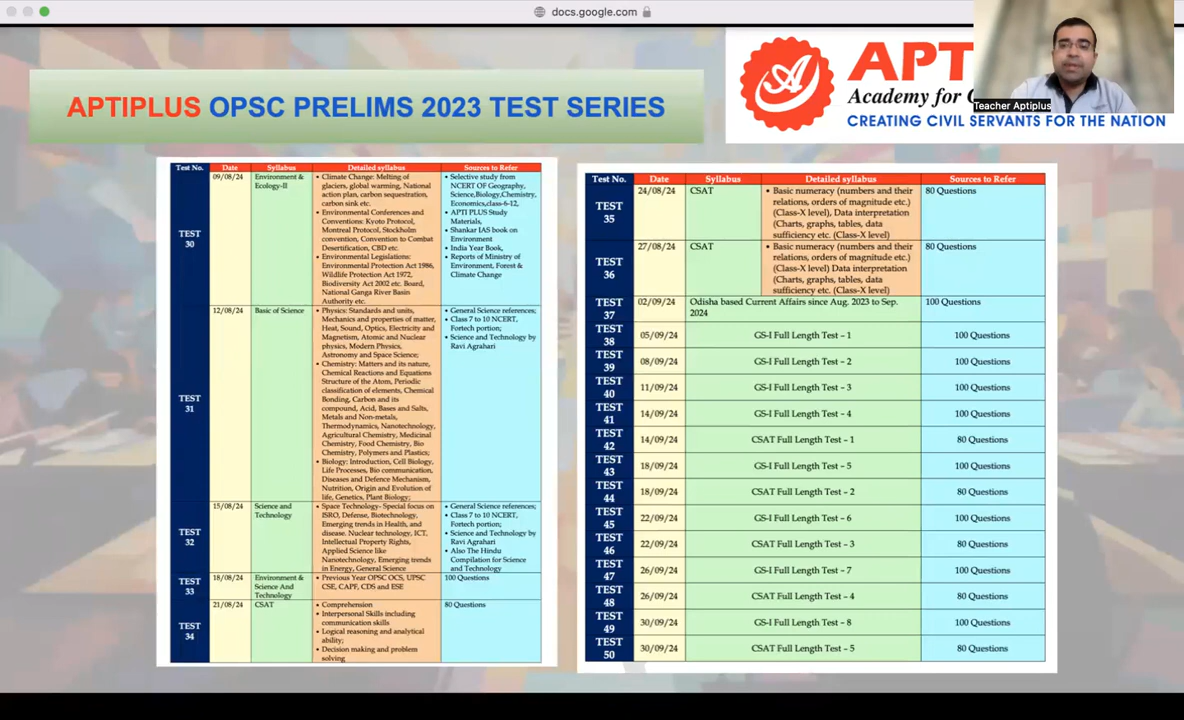 docs.google.com
APTIPLUS OPSC PRELIMS 2023 TEST SERIES
APT
Academy for
CREATING CIVIL SERVANTS FOR THE NATION
Teacher Aptiplus
Test No. Date Syllabus Detailed syllabus Sources to Refer
TEST 30
09/08/24
Environment &
Ecology-II
• Climate Change: Melting of
glaciers, global warming, National
action plan, carbon sequestration,
carbon sink etc.
• Environmental Conferences and
Conventions: Kyoto Protocol,
Montreal Protocol, Stockholm
convention, Convention to Combat
Desertification, CBD etc.
• Environmental Legislations:
Environmental Protection Act 1986,
Wildlife Protection Act 1972,
Biodiversity Act 2002 etc. Board,
National Ganga River Basin
Authority etc.
• Selective study from
NCERT OF Geography,
Science,Biology,Chemistry,
Economics,class-6-12,
• APTI PLUS Study
Materials,
• Shankar IAS book on
Environment
• India Year Book,
• Reports of Ministry of
Environment, Forest &
Climate Change
TEST 31
12/08/24
Basic of Science
• Physics: Standards and units,
Mechanics and properties of matter,
Heat, Sound, Optics, Electricity and
Magnetism, Atomic and Nuclear
physics, Modern Physics,
Astronomy and Space Science;
• Chemistry: Matters and its nature,
Chemical Reactions and Equations
Structure of the Atom, Periodic
classification of elements, Chemical
Bonding, Carbon and its
compound, Acid, Bases and Salts,
Metals and Non-metals,
Thermodynamics, Nanotechnology,
Agricultural Chemistry, Medicinal
Chemistry, Food Chemistry, Bio
Chemistry, Polymers and Plastics;
• Biology: Introduction, Cell Biology,
Life Processes, Bio communication,
Diseases and Defence Mechanism,
Nutrition, Origin and Evolution of
life, Genetics, Plant Biology;
• General Science references;
• Class 7 to 10 NCERT,
Fortech portion;
• Science and Technology by
Ravi Agrahari
TEST 32
15/08/24
Science and
Technology
• Space Technology- Special focus on
ISRO, Defense, Biotechnology,
Emerging trends in Health, and
disease. Nuclear technology, ICT,
Intellectual Property Rights,
Applied Science like
Nanotechnology, Emerging trends
in Energy, General Science
• General Science references;
• Class 7 to 10 NCERT,
Fortech portion;
• Science and Technology by
Ravi Agrahari
• Also The Hindu
Compilation for Science
and Technology
TEST 33
18/08/24
Environment &
Science And
Technology
• Previous Year OPSC OCS, UPSC
CSE, CAPF, CDS and ESE
100 Questions
TEST 34
21/08/24
CSAT
• Comprehension
• Interpersonal Skills including
communication skills
• Logical reasoning and analytical
ability;
• Decision making and problem
solving
80 Questions
Test No. Date Syllabus Detailed syllabus Sources to Refer
TEST 35
24/08/24
CSAT
• Basic numeracy (numbers and their
relations, orders of magnitude etc.)
(Class-X level), Data interpretation
(Charts, graphs, tables, data
sufficiency etc. (Class-X level)
80 Questions
TEST 36
27/08/24
CSAT
• Basic numeracy (numbers and their
relations, orders of magnitude etc.)
(Class-X level) Data interpretation
(Charts, graphs, tables, data
sufficiency etc. (Class-X level)
80 Questions
TEST 37
02/09/24
Odisha based Current Affairs since Aug. 2023 to Sep.
2024
100 Questions
TEST 38 05/09/24 GS-I Full Length Test – 1 100 Questions
TEST 39 08/09/24 GS-I Full Length Test – 2 100 Questions
TEST 40 11/09/24 GS-I Full Length Test – 3 100 Questions
TEST 41 14/09/24 GS-I Full Length Test – 4 100 Questions
TEST 42 14/09/24 CSAT Full Length Test – 1 80 Questions
TEST 43 18/09/24 GS-I Full Length Test – 5 100 Questions
TEST 44 18/09/24 CSAT Full Length Test – 2 80 Questions
TEST 45 22/09/24 GS-I Full Length Test – 6 100 Questions
TEST 46 22/09/24 CSAT Full Length Test – 3 80 Questions
TEST 47 26/09/24 GS-I Full Length Test – 7 100 Questions
TEST 48 26/09/24 CSAT Full Length Test – 4 80 Questions
TEST 49 30/09/24 GS-I Full Length Test – 8 100 Questions
TEST 50 30/09/24 CSAT Full Length Test – 5 80 Questions